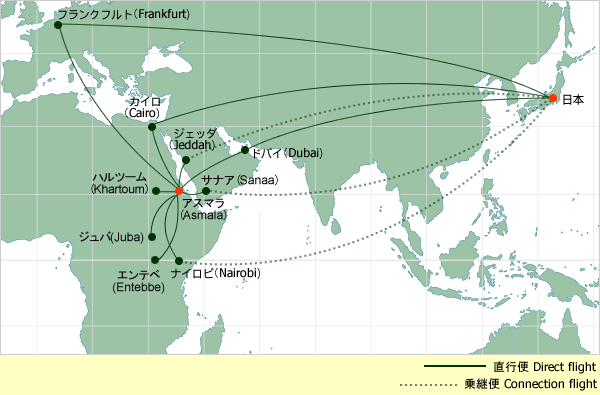 フランクフルト(Frankfurt)
カイロ
(Cairo)
日本
ジェッダ
(Jeddah)
ドバイ(Dubai)
ハルツーム
(Khartoum)
サナア(Sanaa)
アスマラ
(Asmala)
ジュバ(Juba)
エンテベ
(Entebbe)
ナイロビ(Nairobi)
直行便 Direct flight
乗継便 Connection flight